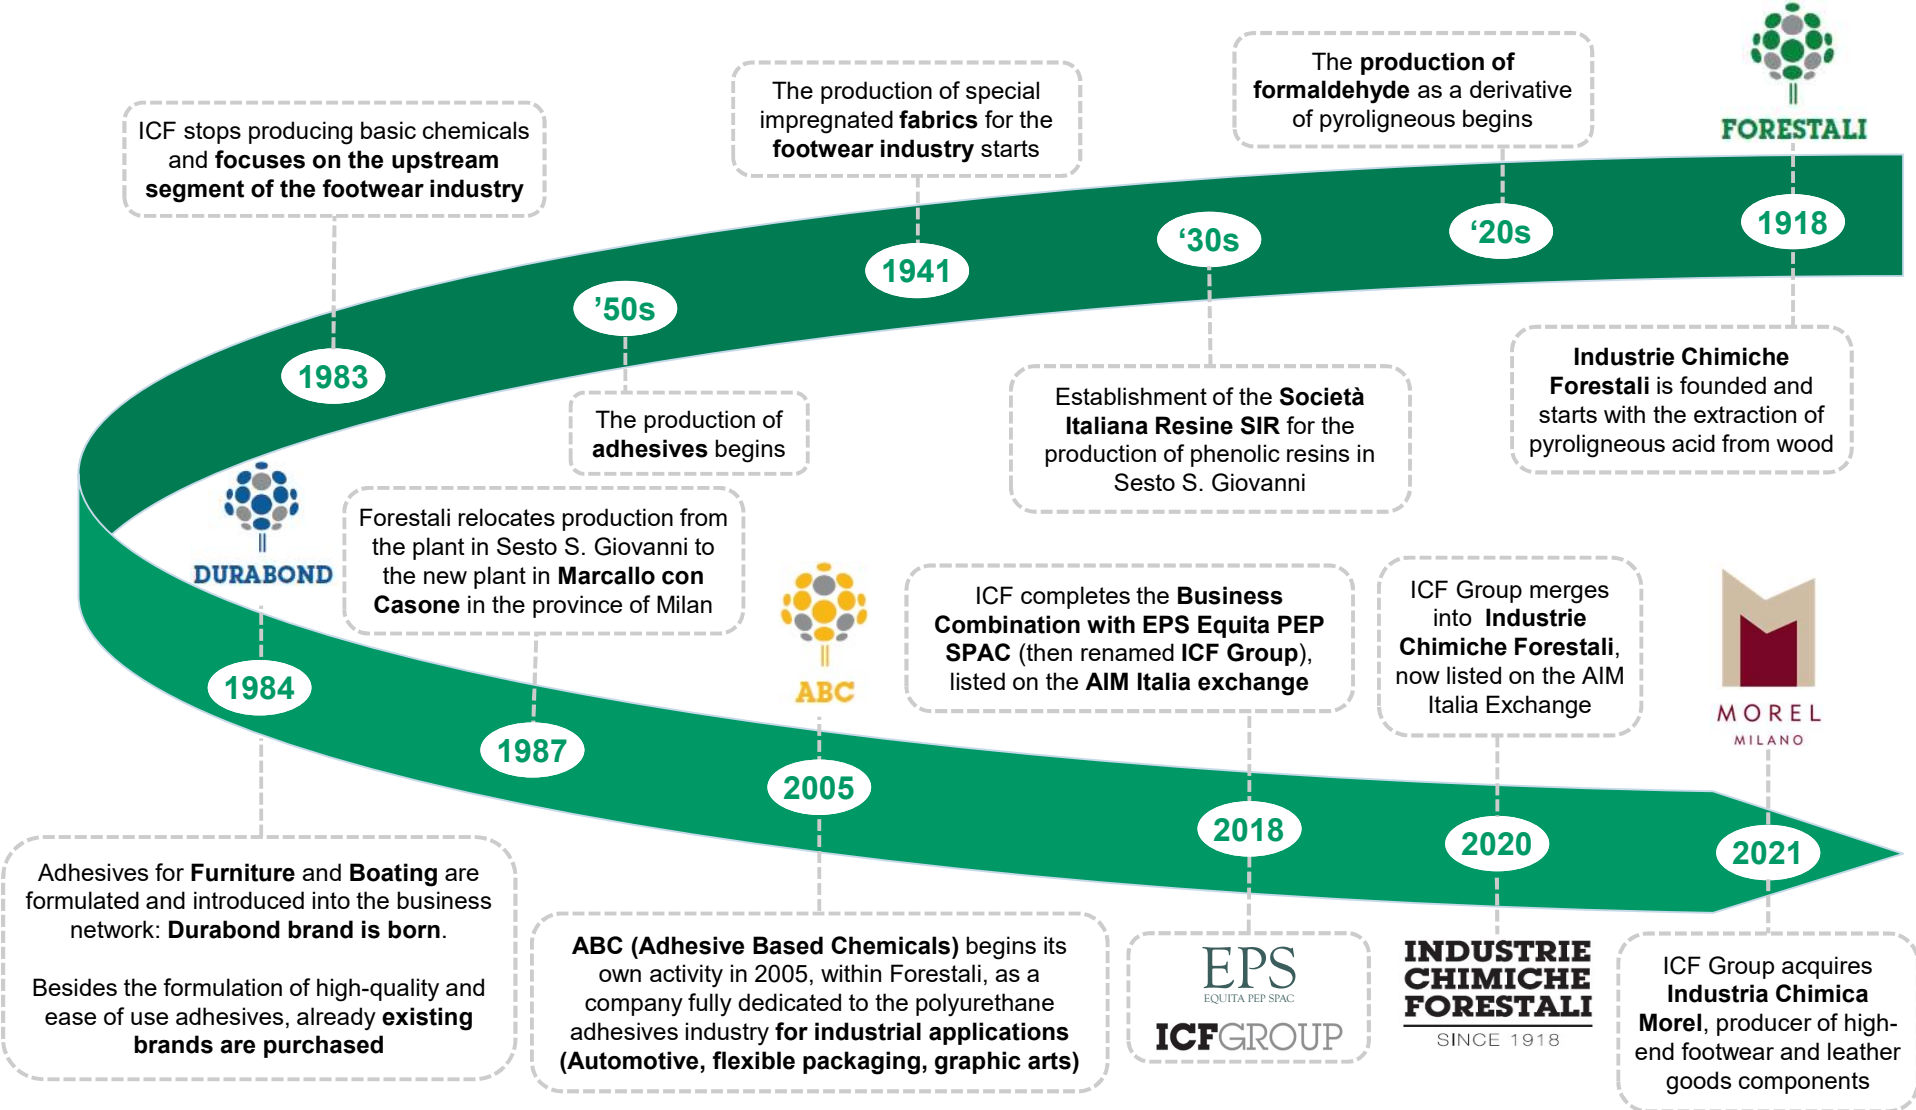 FORESTALI
1918
Industrie Chimiche
Forestali is founded and
starts with the extraction of
pyroligneous acid from wood
The production of
formaldehyde as a derivative
of pyroligneous begins
‘20s
‘30s
Establishment of the Società
Italiana Resine SIR for the
production of phenolic resins in
Sesto S. Giovanni
The production of special
impregnated fabrics for the
footwear industry starts
1941
’50s
The production of
adhesives begins
ICF stops producing basic chemicals
and focuses on the upstream
segment of the footwear industry
1983
DURABOND
1984
Adhesives for Furniture and Boating are
formulated and introduced into the business
network: Durabond brand is born.
Besides the formulation of high-quality and
ease of use adhesives, already existing
brands are purchased
Forestali relocates production from
the plant in Sesto S. Giovanni to
the new plant in Marcallo con
Casone in the province of Milan
1987
ABC
2005
ABC (Adhesive Based Chemicals) begins its
own activity in 2005, within Forestali, as a
company fully dedicated to the polyurethane
adhesives industry for industrial applications
(Automotive, flexible packaging, graphic arts)
ICF completes the Business
Combination with EPS Equita PEP
SPAC (then renamed ICF Group),
listed on the AIM Italia exchange
2018
EPS
EQUITA PEP SPAC
ICFGROUP
ICF Group merges
into Industrie
Chimiche Forestali,
now listed on the AIM
Italia Exchange
2020
INDUSTRIE
CHIMICHE
FORESTALI
SINCE 1918
MOREL
MILANO
2021
ICF Group acquires
Industria Chimica
Morel, producer of high-
end footwear and leather
goods components